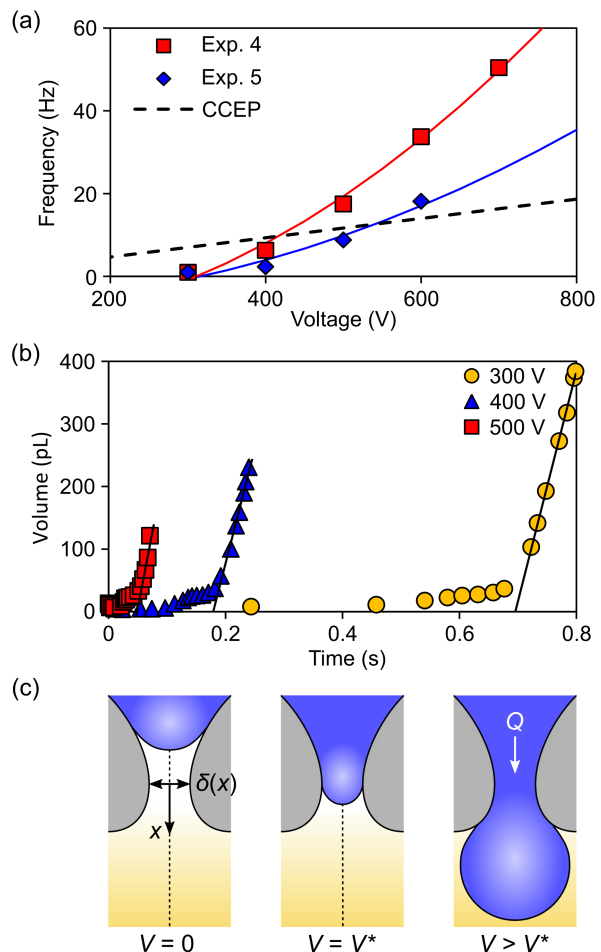 (a)
60
40
20
0
Frequency (Hz)
Exp. 4
Exp. 5
CCEP
200
400
600
800
Voltage (V)
(b)
400
300
200
100
0
Volume (pL)
300 V
400 V
500 V
0
0.2
0.4
0.6
0.8
Time (s)
(c)
δ(x)
x
Q
V = 0
V = V*
V > V*